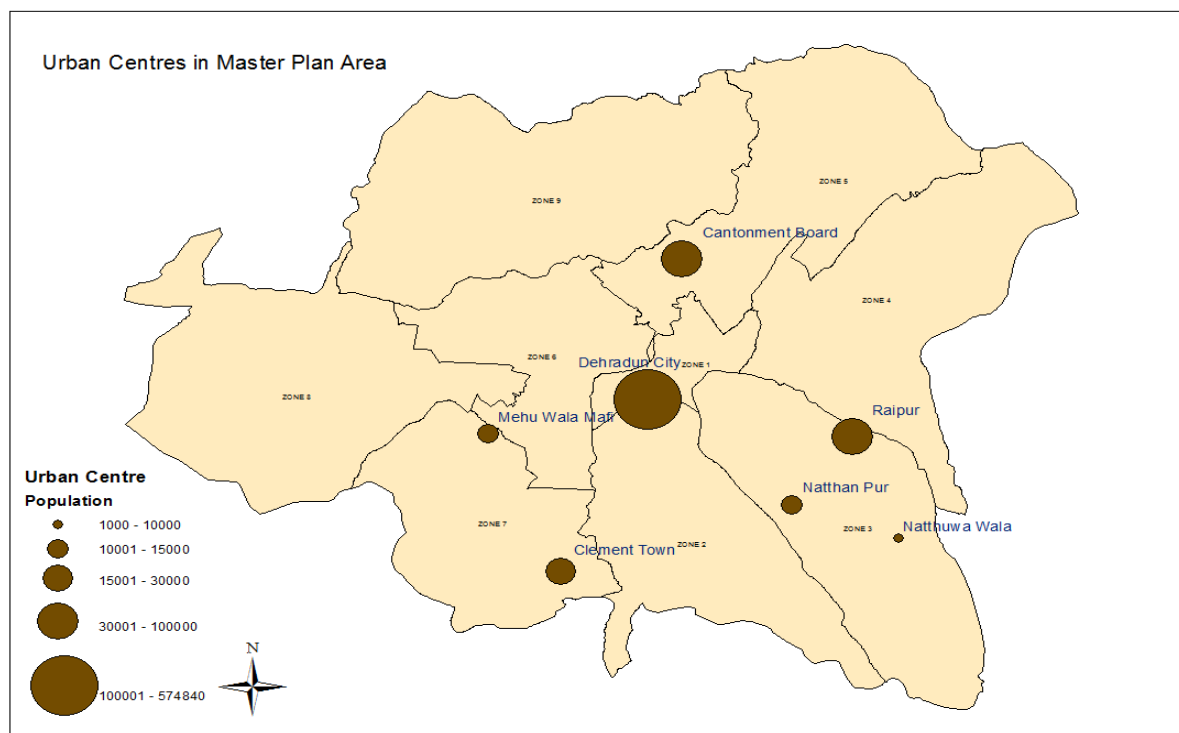 Urban Centres in Master Plan Area
ZONE 5
ZONE 9
Cantonment Board
ZONE 4
ZONE 6
Dehradun City
ZONE 1
ZONE 8
Mehu Wala Mafi
Raipur
Natthan Pur
ZONE 7
ZONE 3
Natthuwa Wala
ZONE 2
Clement Town
Urban Centre
Population
1000 - 10000
10001 - 15000
15001 - 30000
30001 - 100000
100001 - 574840
N